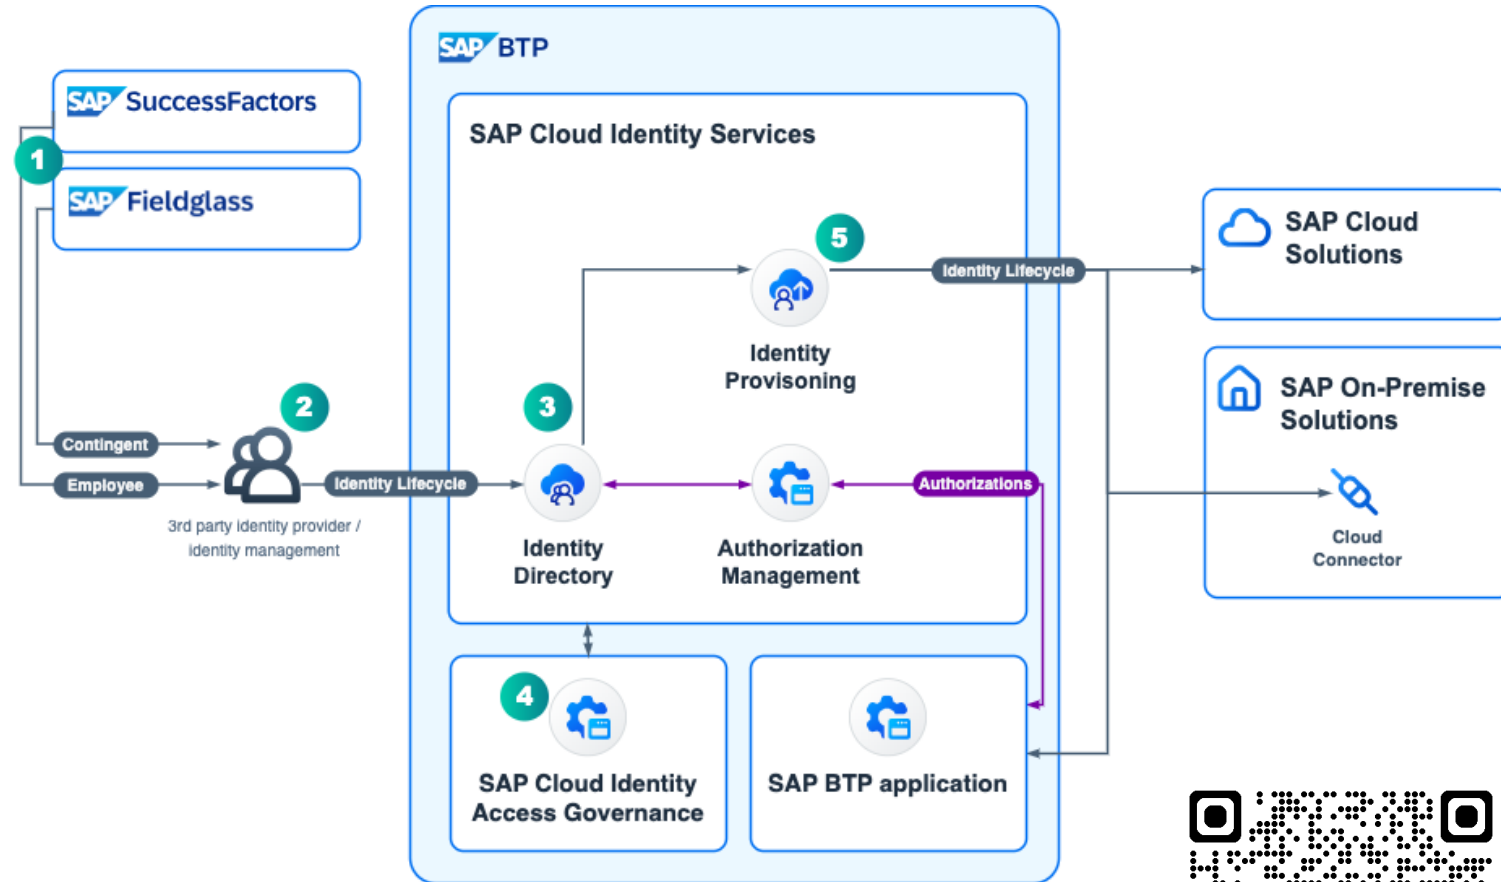 SAP BTP
SAP SuccessFactors
SAP Cloud Identity Services
1
SAP Fieldglass
5
SAP Cloud
Solutions
Identity Lifecycle
Identity
Provisoning
SAP On-Premise
Solutions
2
3
Contingent
Employee
Identity Lifecycle
Authorizations
3rd party identity provider /
identity management
Identity
Directory
Authorization
Management
Cloud
Connector
4
SAP Cloud Identity
Access Governance
SAP BTP application